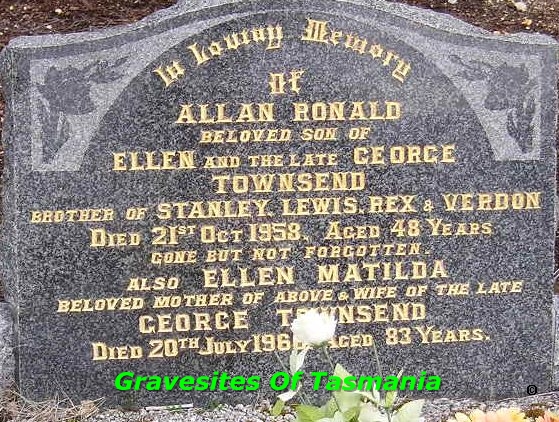 In Loving Memory
Of
ALLAN RONALD
BELOVED SON OF
ELLEN AND THE LATE GEORGE
TOWNSEND
BROTHER OF STANLEY, LEWIS, REX & VERDON
DIED 21ST OCT 1958. AGED 48 YEARS
GONE BUT NOT FORGOTTEN.
ALSO ELLEN MATILDA
BELOVED MOTHER OF ABOVE & WIFE OF THE LATE
GEORGE TOWNSEND
DIED 20TH JULY AGED 83 YEARS.
Gravesites Of Tasmania